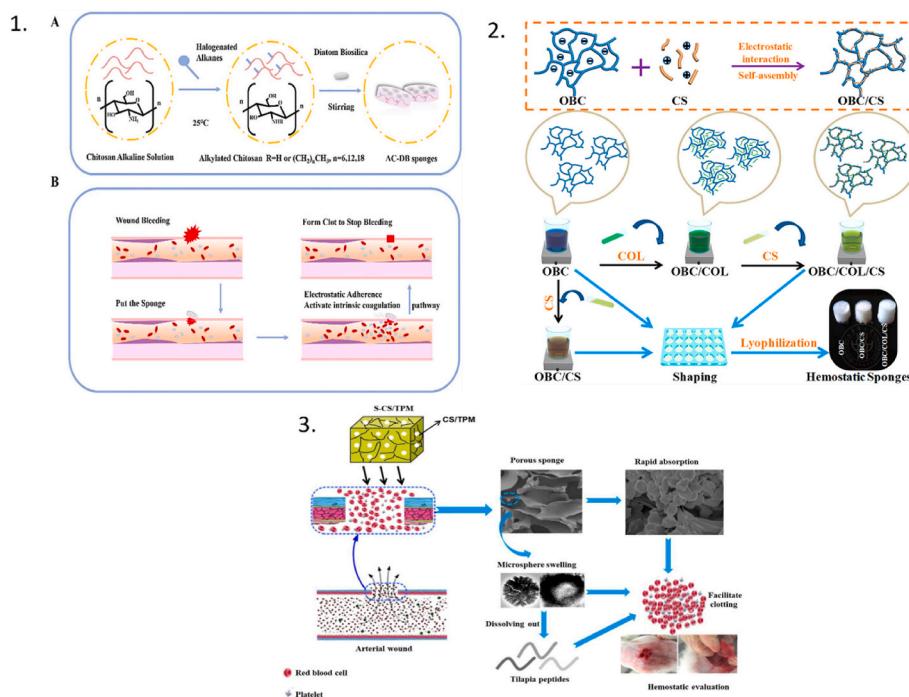 1.
A
Halogenated
Alkanes
Diatom Biosilica
25℃
Stirring
Chitosan Alkaline Solution
Alkylated Chitosan R=H or (CH₂)ₙCH₃, n=6,12,18
AC-DB sponges
B
Wound Bleeding
Form Clot to Stop Bleeding
Put the Sponge
Electrostatic Adherence
Activate intrinsic coagulation pathway
2.
OBC
CS
Electrostatic
interaction
Self-assembly
OBC/CS
OBC
COL
OBC/COL
CS
OBC/COL/CS
CS
OBC/CS
Shaping
Lyophilization
OBC
OBC/CS
OBC/COL/CS
Hemostatic Sponges
3.
S-CS/TPM
CS/TPM
Porous sponge
Rapid absorption
Microsphere swelling
Facilitate
clotting
Dissolving out
Tilapia peptides
Hemostatic evaluation
Arterial wound
Red blood cell
Platelet